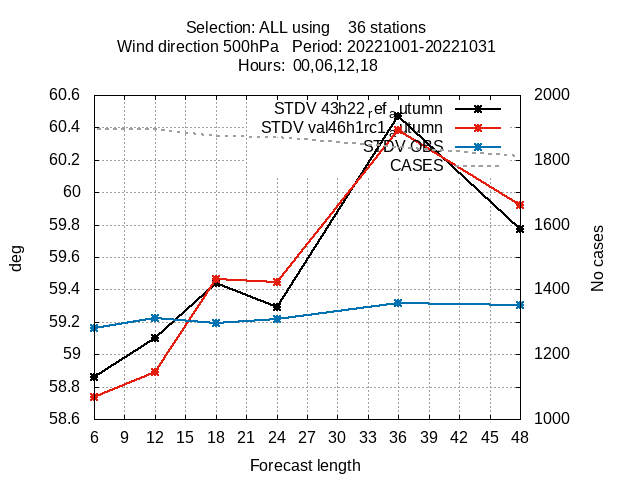 Selection: ALL using 36 stations
Wind direction 500hPa Period: 20221001-20221031
Hours: 00,06,12,18
60.6
60.4
60.2
60
59.8
59.6
59.4
59.2
59
58.8
58.6
deg
STDV 43h22_ref_autumn
STDV val46h1rc1_autumn
STDV OBS
CASES
2000
1800
1600
1400
1200
1000
No cases
6 9 12 15 18 21 24 27 30 33 36 39 42 45 48
Forecast length